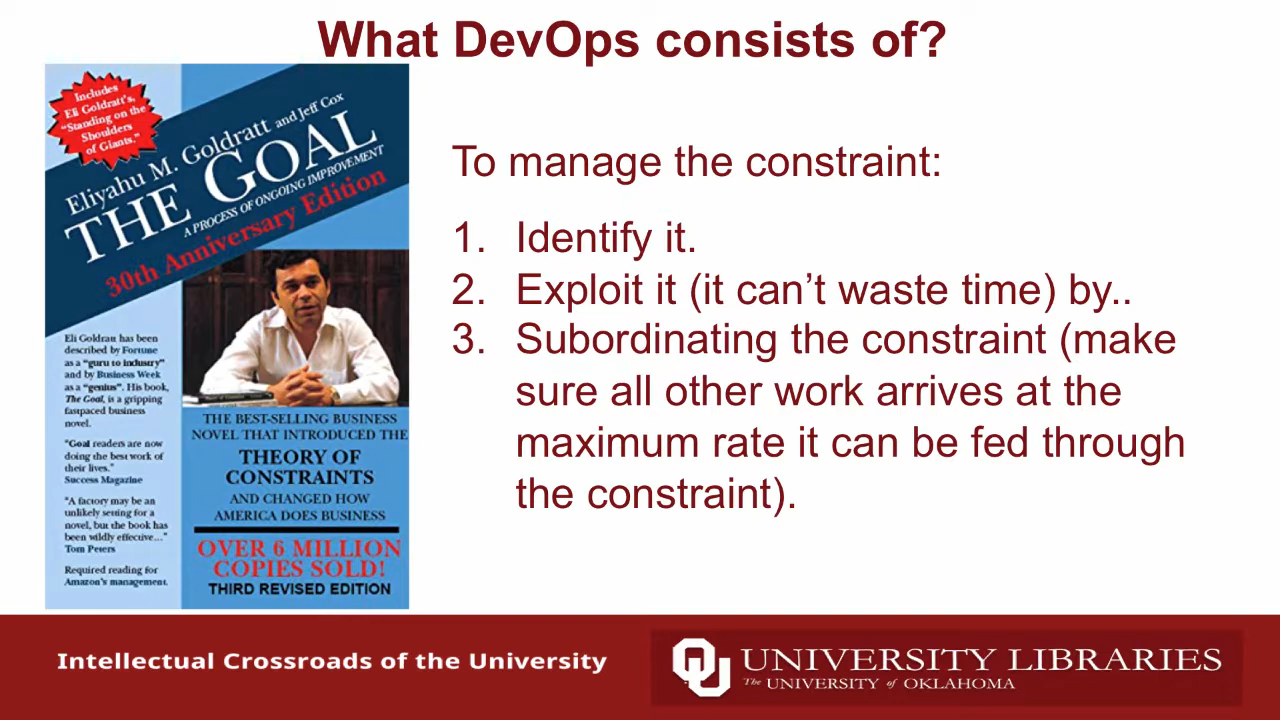 What DevOps consists of?
Includes
Eli Goldratt's,
"Standing on the
Shoulders
of Giants."
Eliyahu M. Goldratt and Jeff Cox
THE GOAL
A PROCESS OF ONGOING IMPROVEMENT
30th Anniversary Edition
Eli Goldratt has been
described by Fortune
as a "guru to industry"
and by Business Week
as a "genius". His book,
The Goal, is a gripping
fastpaced business
novel.
"Goal readers are now
doing the best work of
their lives."
Success Magazine
"A factory may be an
unlikely setting for a
novel, but the book has
been wildly effective..."
Tom Peters
Required reading for
Amazon's management.
THE BEST-SELLING BUSINESS
NOVEL THAT INTRODUCED THE
THEORY OF
CONSTRAINTS
AND CHANGED HOW
AMERICA DOES BUSINESS
OVER 6 MILLION
COPIES SOLD!
THIRD REVISED EDITION
To manage the constraint:
1. Identify it.
2. Exploit it (it can't waste time) by..
3. Subordinating the constraint (make
sure all other work arrives at the
maximum rate it can be fed through
the constraint).
Intellectual Crossroads of the University
OU
UNIVERSITY LIBRARIES
The UNIVERSITY of OKLAHOMA